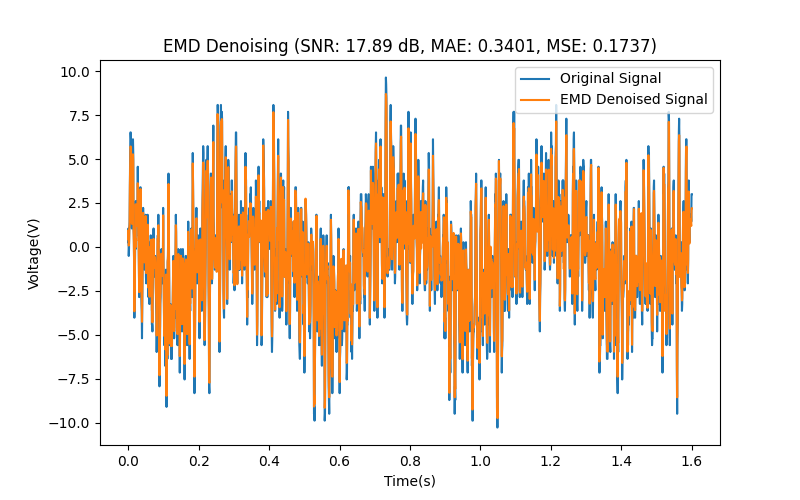 EMD Denoising (SNR: 17.89 dB, MAE: 0.3401, MSE: 0.1737)
Original Signal
EMD Denoised Signal
10.0
7.5
5.0
2.5
0.0
−2.5
−5.0
−7.5
−10.0
Voltage(V)
0.0 0.2 0.4 0.6 0.8 1.0 1.2 1.4 1.6
Time(s)